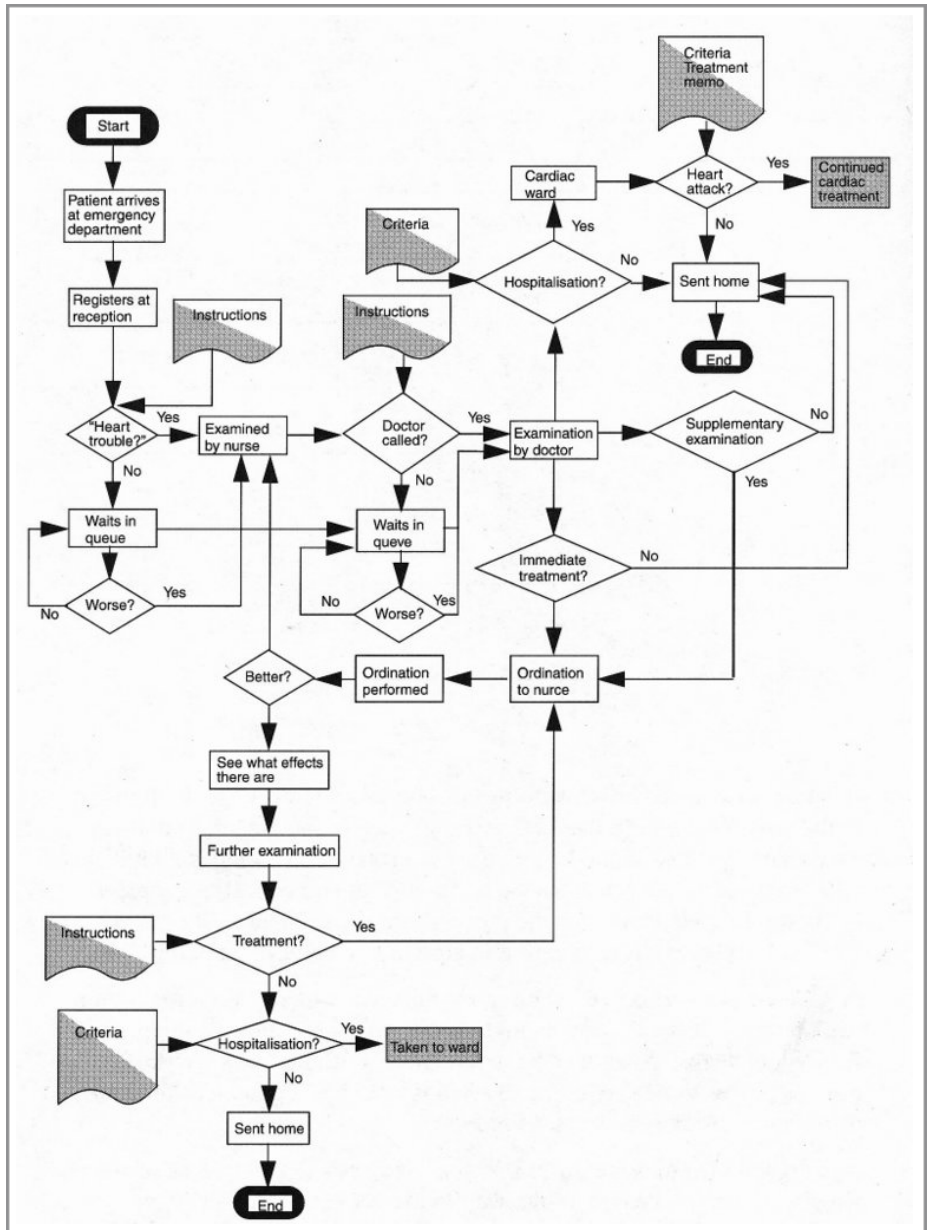 Criteria
Treatment
memo
Start
Patient arrives
at emergency
department
Cardiac
ward
Heart
attack?
Yes
Continued
cardiac
treatment
Criteria
Yes
No
Registers at
reception
Instructions
Instructions
Hospitalisation?
No
Sent home
End
"Heart
trouble?"
Yes
Examined
by nurse
Doctor
called?
Yes
Examination
by doctor
Supplementary
examination
No
No
No
Yes
Waits in
queue
Waits in
queve
Immediate
treatment?
No
Worse?
No
Yes
Worse?
No
Yes
Better?
Ordination
performed
Ordination
to nurce
See what effects
there are
Further examination
Instructions
Treatment?
Yes
No
Criteria
Hospitalisation?
Yes
Taken to ward
No
Sent home
End